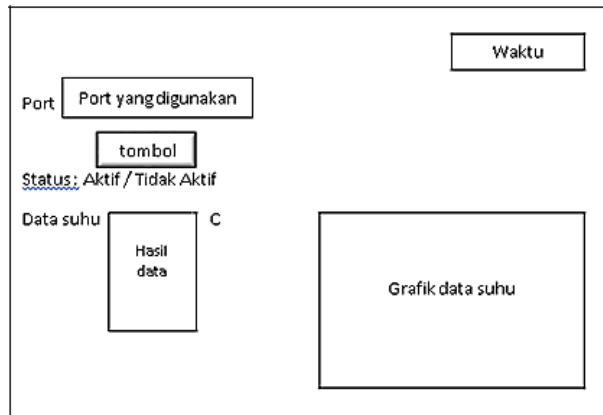 Waktu
Port Port yang digunakan
tombol
Status: Aktif / Tidak Aktif
Data suhu C
Hasil
data
Grafik data suhu